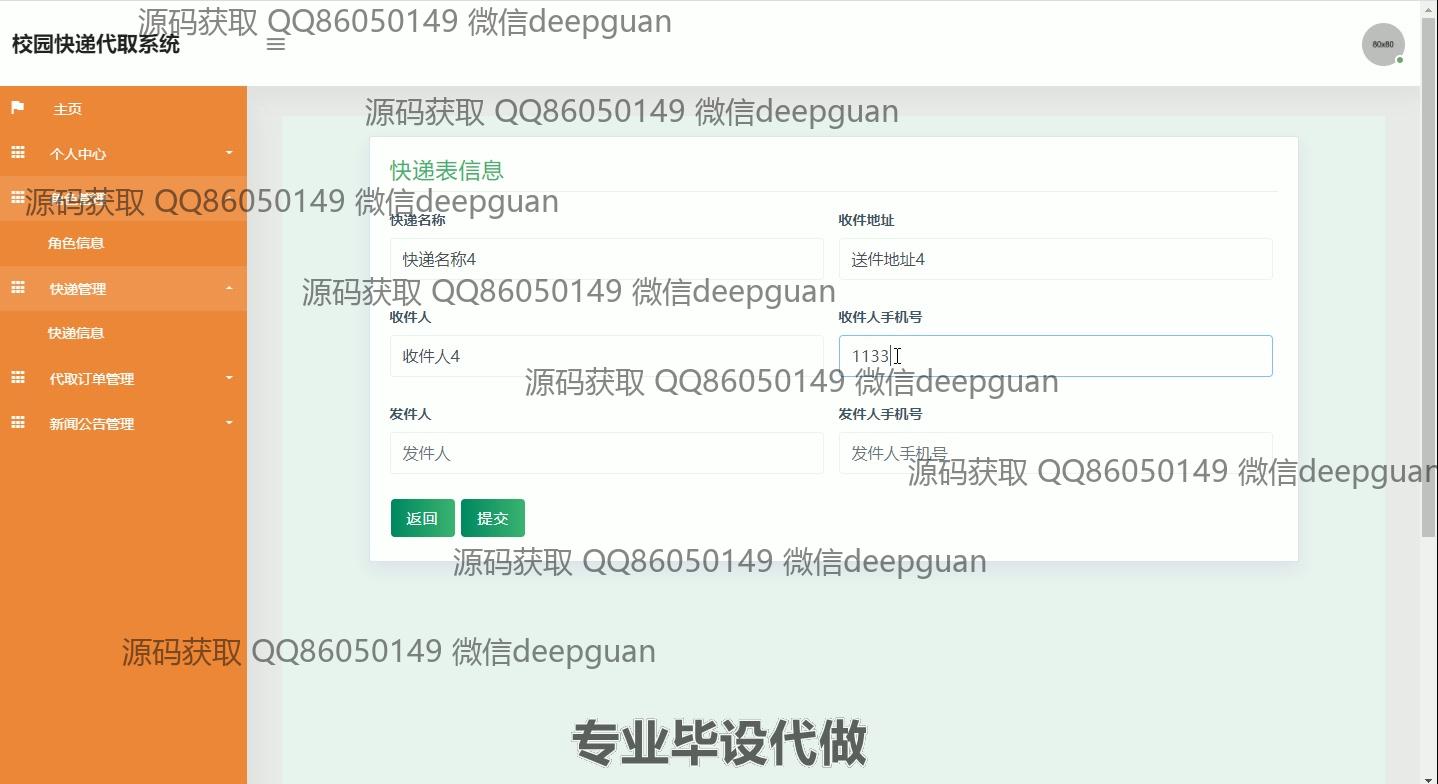 源码获取 QQ86050149 微信deepguan
校园快递代取系统
60x60
主页
源码获取 QQ86050149 微信deepguan
个人中心
快递表信息
源码获取 QQ86050149 微信deepguan
快递名称 收件地址
角色信息
快递名称4 送件地址4
快递管理
源码获取 QQ86050149 微信deepguan
收件人 收件人手机号
快递信息
收件人4 1133
代取订单管理
源码获取 QQ86050149 微信deepguan
发件人 发件人手机号
新闻公告管理
发件人 发件人手机号
源码获取 QQ86050149 微信deepguan
返回 提交
源码获取 QQ86050149 微信deepguan
源码获取 QQ86050149 微信deepguan
专业毕设代做